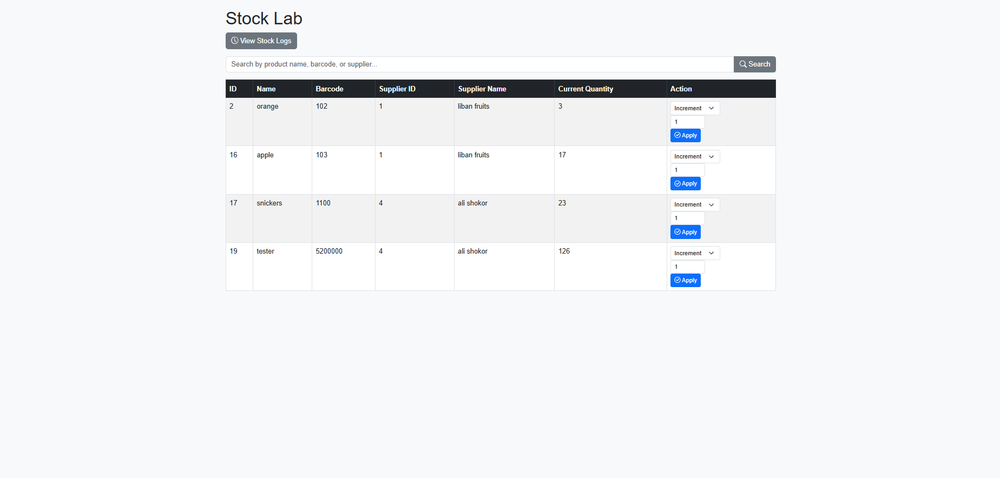 Stock Lab
View Stock Logs
Search by product name, barcode, or supplier... Search
ID Name Barcode Supplier ID Supplier Name Current Quantity Action
2 orange 102 1 liban fruits 3 Increment
1
Apply
16 apple 103 1 liban fruits 17 Increment
1
Apply
17 snickers 1100 4 ali shokor 23 Increment
1
Apply
19 tester 5200000 4 ali shokor 126 Increment
1
Apply